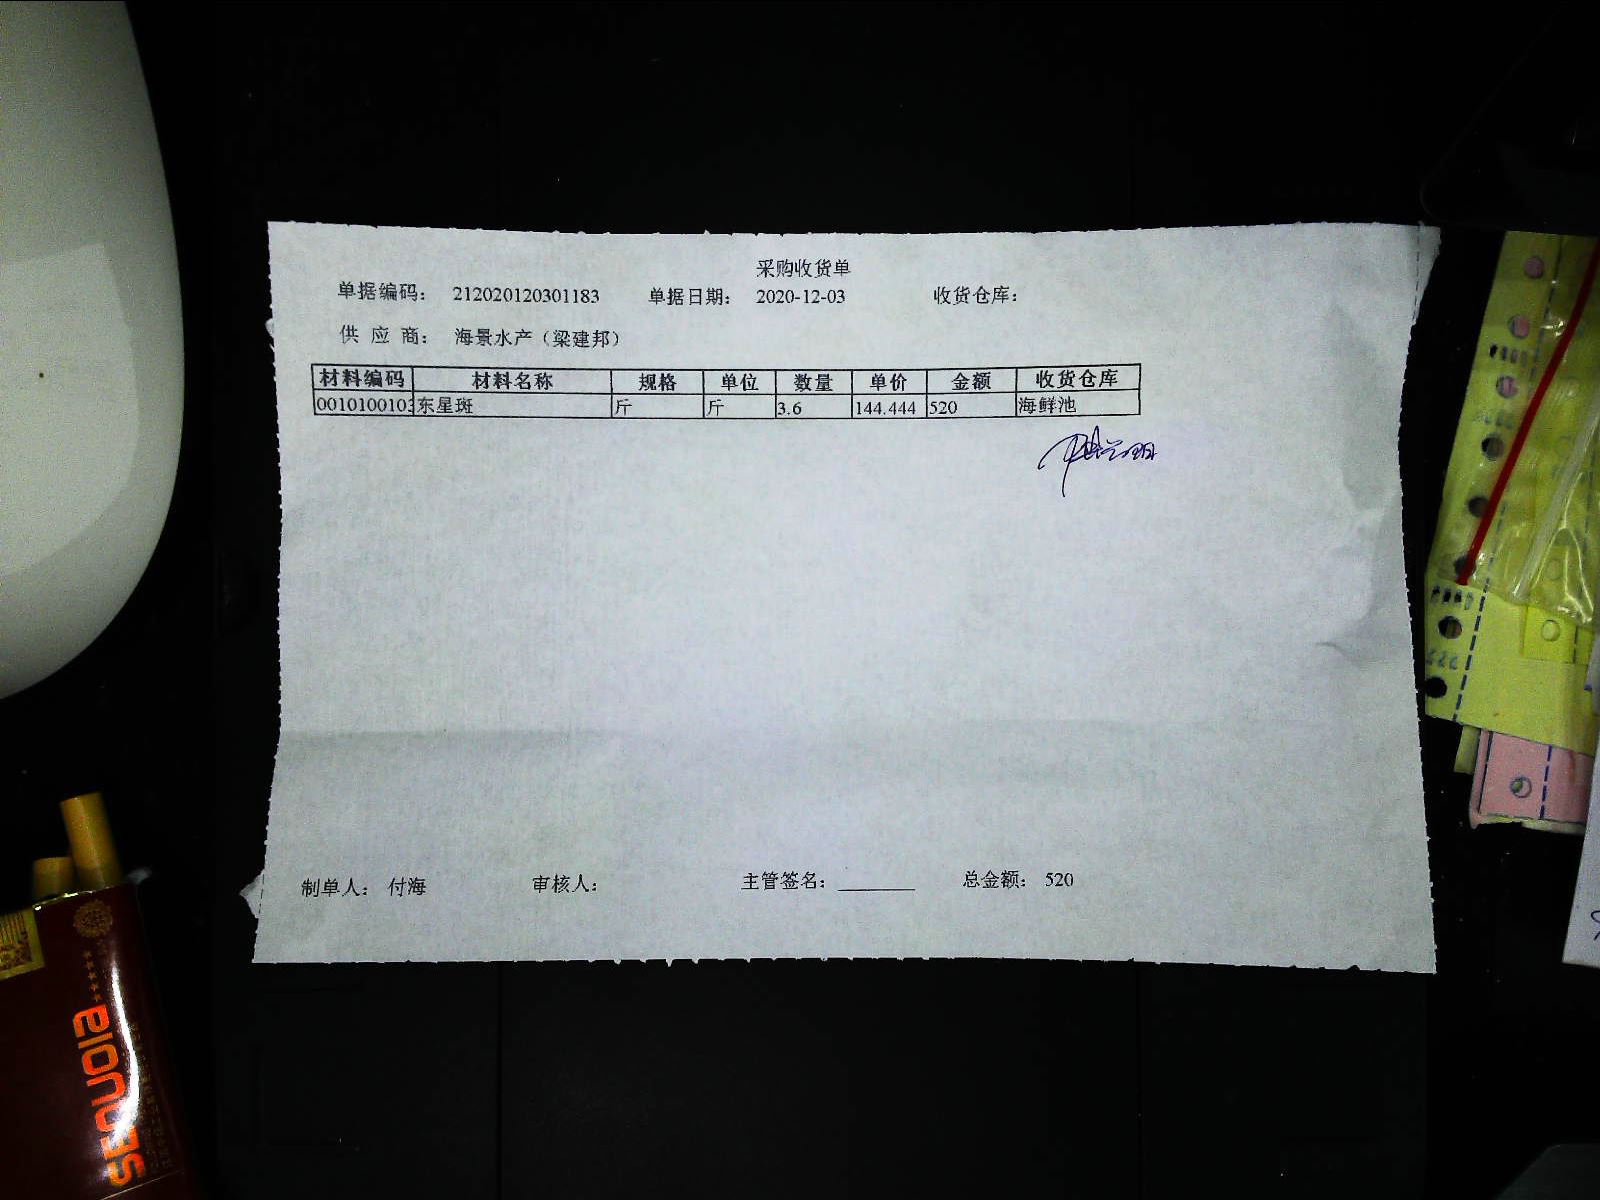 采购收货单
单据编码： 212020120301183 单据日期： 2020-12-03 收货仓库：
供 应 商： 海景水产（梁建邦）
材料编码 材料名称 规格 单位 数量 单价 金额 收货仓库
0010100103 东星斑 斤 斤 3.6 144.444 520 海鲜池
制单人： 付海 审核人： 主管签名： 总金额： 520
SEQUOIA